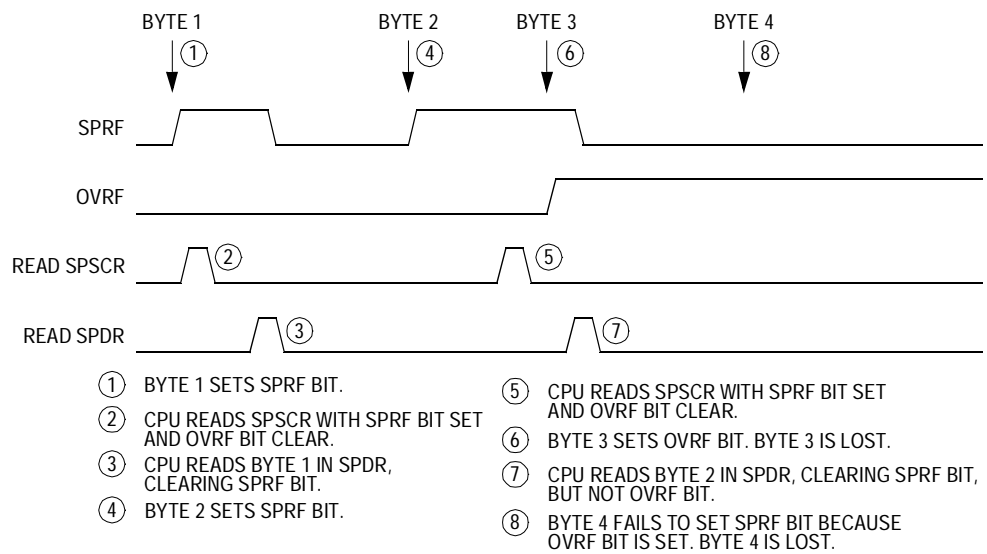 BYTE 1 BYTE 2 BYTE 3 BYTE 4
1 4 6 8
SPRF
OVRF
READ SPSCR 2 5
READ SPDR 3 7
1 BYTE 1 SETS SPRF BIT.
2 CPU READS SPSCR WITH SPRF BIT SET
AND OVRF BIT CLEAR.
3 CPU READS BYTE 1 IN SPDR,
CLEARING SPRF BIT.
4 BYTE 2 SETS SPRF BIT.
5 CPU READS SPSCR WITH SPRF BIT SET
AND OVRF BIT CLEAR.
6 BYTE 3 SETS OVRF BIT. BYTE 3 IS LOST.
7 CPU READS BYTE 2 IN SPDR, CLEARING SPRF BIT,
BUT NOT OVRF BIT.
8 BYTE 4 FAILS TO SET SPRF BIT BECAUSE
OVRF BIT IS SET. BYTE 4 IS LOST.